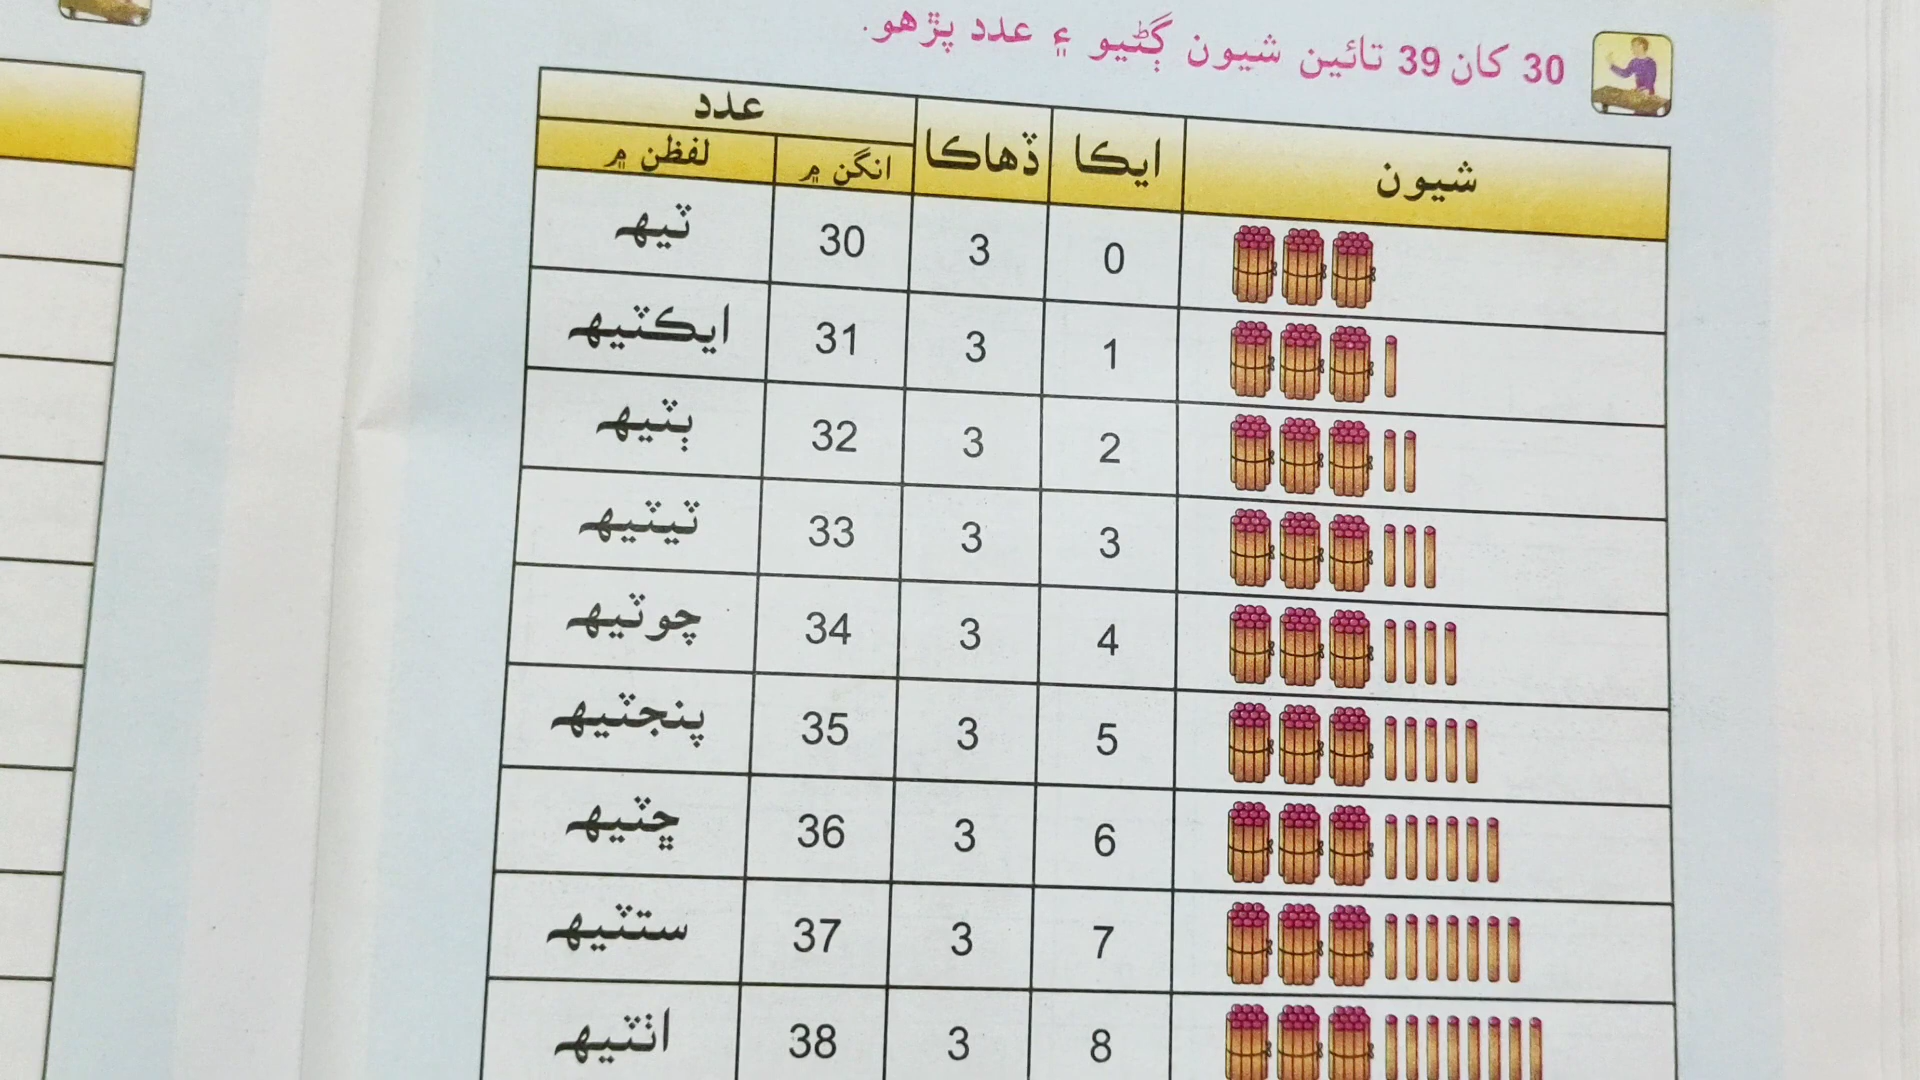 30 کان 39 تائين شيون ڳڻيو ۽ عدد پڙهو.
شيون ايڪا ڏهاڪا عدد
انگن ۾ لفظن ۾
0 3 30 ٽيهه
1 3 31 ايڪٽيهه
2 3 32 ٻٽيهه
3 3 33 ٽيٽيهه
4 3 34 چوٽيهه
5 3 35 پنجٽيهه
6 3 36 ڇٽيهه
7 3 37 ستٽيهه
8 3 38 اٺٽيهه